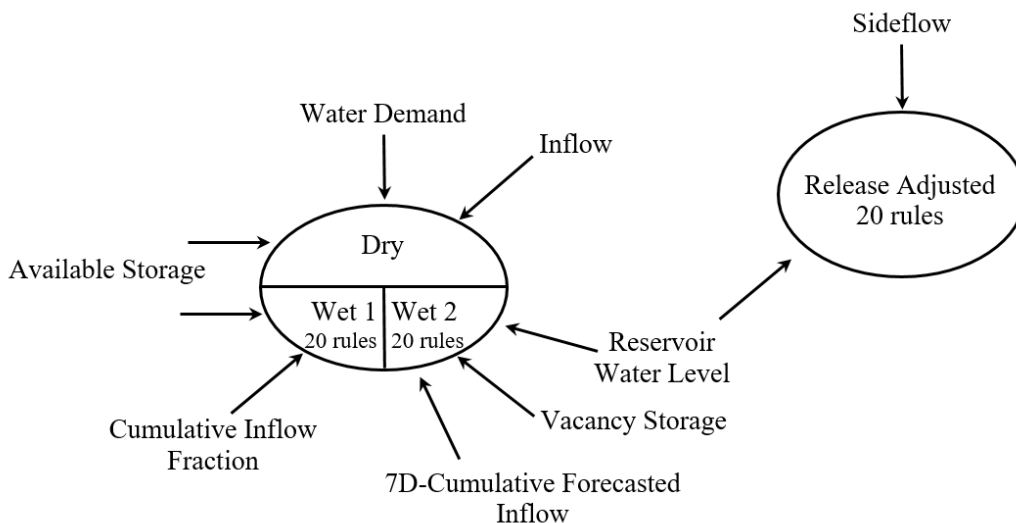 Sideflow
Water Demand
Inflow
Release Adjusted
20 rules
Dry
Available Storage
Wet 1
20 rules
Wet 2
20 rules
Reservoir
Water Level
Cumulative Inflow
Fraction
Vacancy Storage
7D-Cumulative Forecasted
Inflow